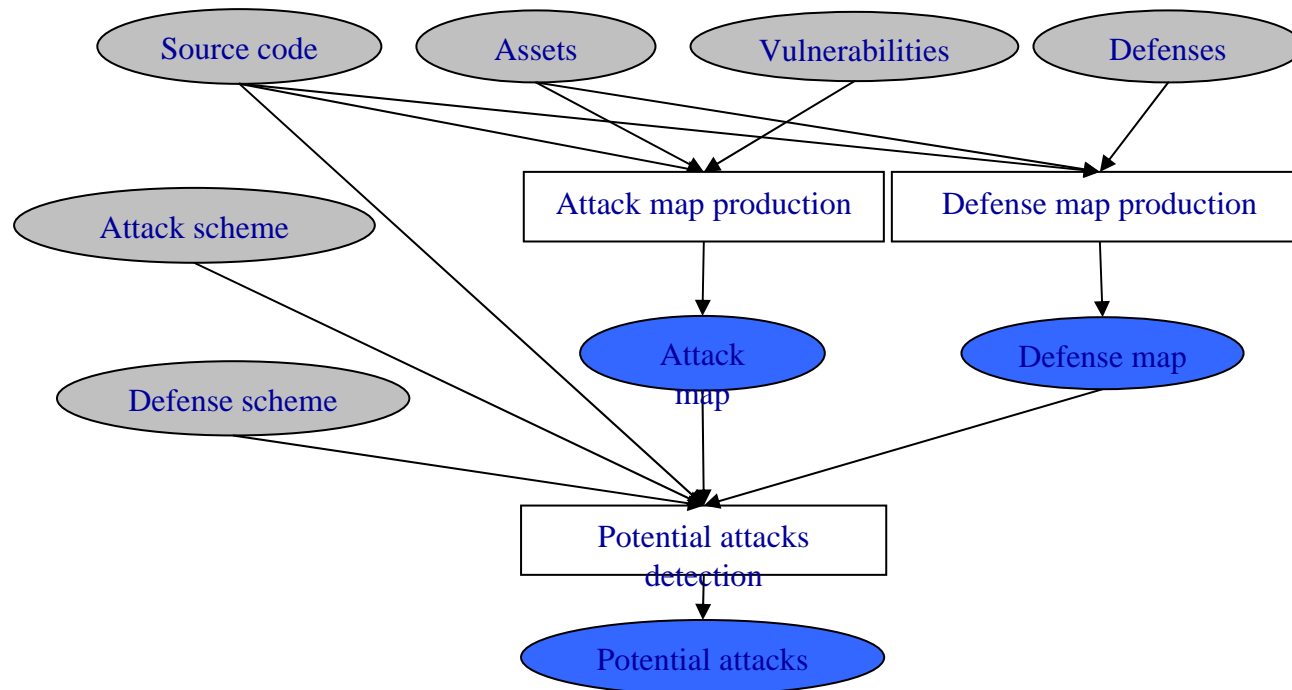 Source code
Assets
Vulnerabilities
Defenses
Attack map production
Defense map production
Attack scheme
Attack
map
Defense map
Defense scheme
Potential attacks
detection
Potential attacks